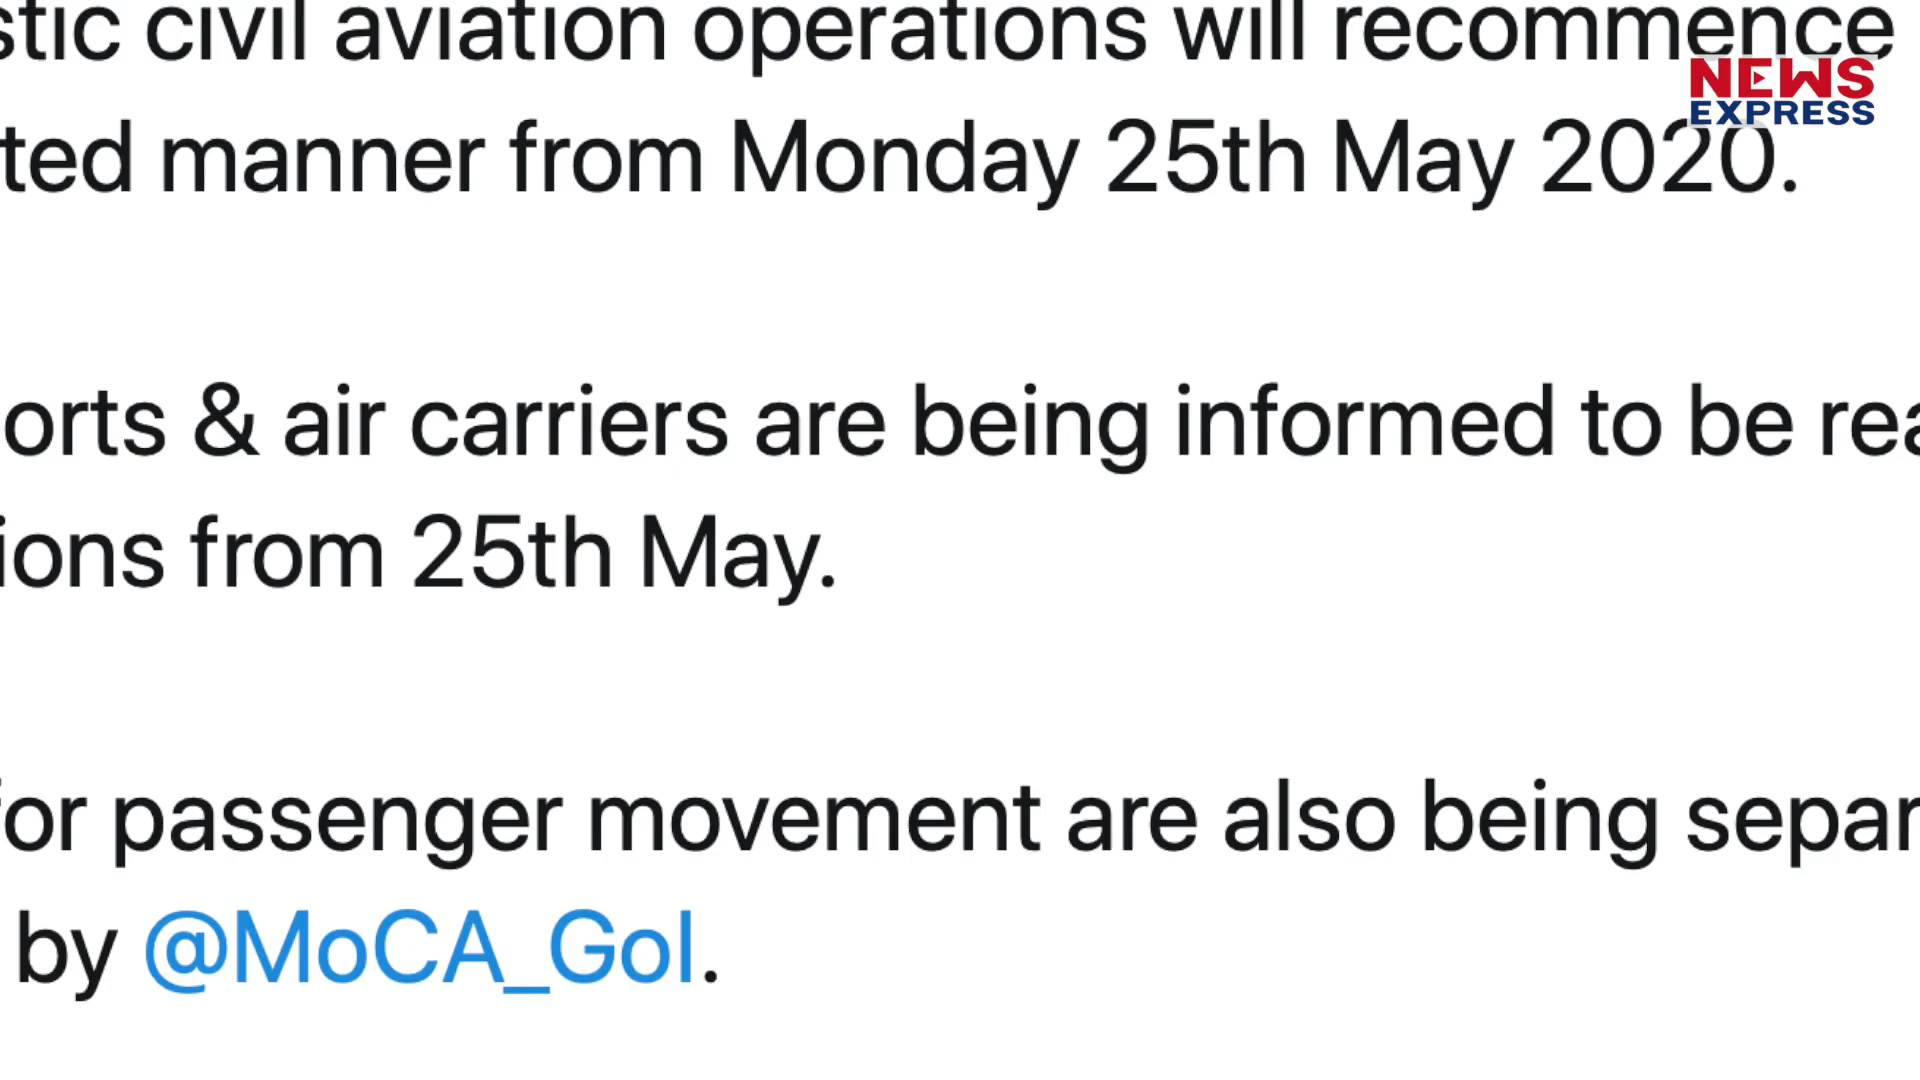 stic civil aviation operations will recommence
NEWS
EXPRESS
ted manner from Monday 25th May 2020.
orts & air carriers are being informed to be rea
ions from 25th May.
for passenger movement are also being separ
by @MoCA_GoI.